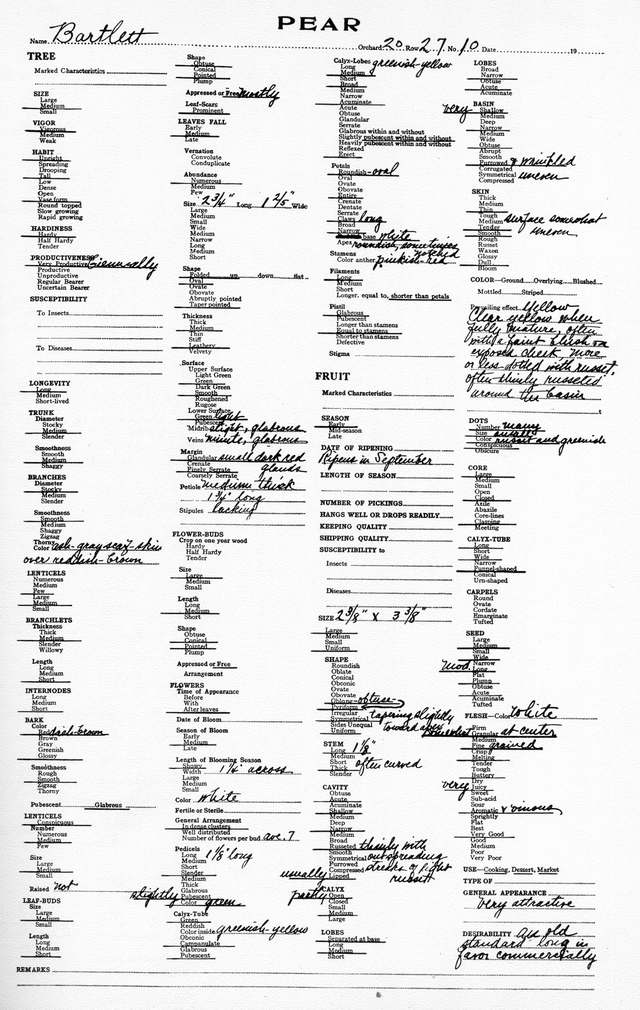 PEAR
Name Bartlett Orchard 20 Row 27 No. 10 Date 19
TREE
Marked Characteristics
SIZE
Large
Medium
Small
VIGOR
Vigorous
Medium
Weak
HABIT
Upright
Spreading
Drooping
Tall
Low
Dense
Open
Vase form
Round topped
Slow growing
Rapid growing
HARDINESS
Hardy
Half Hardy
Tender
PRODUCTIVENESS
Very Productive biennially
Productive
Unproductive
Regular Bearer
Uncertain Bearer
SUSCEPTIBILITY
To Insects
To Diseases
LONGEVITY
Long
Medium
Short-lived
TRUNK
Diameter
Stocky
Medium
Slender
Smoothness
Smooth
Medium
Shaggy
BRANCHES
Diameter
Stocky
Medium
Slender
Smoothness
Smooth
Medium
Shaggy
Zigzag
Thorny
Color ash-gray scarf-skin
over reddish-brown
LENTICELS
Numerous
Medium
Few
Large
Medium
Small
BRANCHLETS
Thickness
Thick
Medium
Slender
Willowy
Length
Long
Medium
Short
INTERNODES
Long
Medium
Short
BARK
Color
Reddish-brown
Brown
Gray
Greenish
Glossy
Smoothness
Rough
Smooth
Zigzag
Thorny
Pubescent Glabrous
LENTICELS
Conspicuous
Number
Numerous
Medium
Few
Size
Large
Medium
Small
Raised not
LEAF-BUDS
Size
Large
Medium
Small
Length
Long
Medium
Short
Shape
Obtuse
Conical
Pointed
Plump
Appressed or Free mostly
Leaf-Scars
Prominent
LEAVES FALL
Early
Medium
Late
Vernation
Convolute
Conduplicate
Abundance
Numerous
Medium
Few
Size 2 3/4" Long 1 2/5" Wide
Large
Medium
Small
Wide
Medium
Narrow
Long
Medium
Short
Shape
Folded up down flat
Oval
Ovate
Obovate
Abruptly pointed
Taper pointed
Thickness
Thick
Medium
Thin
Stiff
Leathery
Velvety
Surface
Upper Surface
Light Green
Green
Dark Green
Smooth
Roughened
Rugose
Lower Surface
Green light
Pubescent
Midrib slight, glabrous
Veins minute, glabrous
Margin
Glandular small dark red
Crenate glands
Finely Serrate
Coarsely Serrate
Petiole medium thick
1 3/4" long
Stipules lacking
FLOWER-BUDS
Crop on one year wood
Hardy
Half Hardy
Tender
Size
Large
Medium
Small
Length
Long
Medium
Short
Shape
Obtuse
Conical
Pointed
Plump
Appressed or Free
Arrangement
FLOWERS
Time of Appearance
Before
With
After leaves
Date of Bloom
Season of Bloom
Early
Medium
Late
Length of Blooming Season
Showy
Width 1 1/4" across
Large
Medium
Small
Color White
Fertile or Sterile
General Arrangement
In dense clusters
Well distributed
Number of flowers per bud ave. 7
Pedicels
Long 1 1/8" long
Medium
Short
Slender
Medium
Thick
Glabrous
slightly Pubescent
Color green
Calyx-Tube
Green
Reddish
Color inside greenish-yellow
Obconic
Campanulate
Glabrous
Pubescent
Calyx-Lobes greenish-yellow
Long
Medium
Short
Broad
Medium
Narrow
Acuminate
Acute
Obtuse
Glandular
Serrate
Glabrous within and without
Slightly pubescent within and without
Heavily pubescent within and without
Reflexed
Erect
Petals
Roundish-oval
Oval
Ovate
Obovate
Entire
Crenate
Dentate
Serrate
Claws long
Broad
Narrow
base white
Apex roundish, sometimes
notched
Stamens
Color anther pinkish-red
Filaments
Long
Medium
Short
Longer, equal to, shorter than petals
Pistil
Glabrous
Pubescent
Longer than stamens
Equal to stamens
Shorter than stamens
Defective
Stigma
FRUIT
Marked Characteristics
SEASON
Early
Mid-season
Late
DATE OF RIPENING
Ripens in September
LENGTH OF SEASON
NUMBER OF PICKINGS
HANGS WELL OR DROPS READILY
KEEPING QUALITY
SHIPPING QUALITY
SUSCEPTIBILITY to
Insects
Diseases
SIZE 2 3/8" x 3 3/8"
Large
Medium
Small
Uniform
SHAPE
Roundish
Oblate
Conical
Obconic
Ovate
Obovate
Oblong-obtuse-
Pyriform
Irregular tapering slightly
Symmetrical toward apex
Sides Unequal
Uniform
STEM
Long 1 1/8"
Medium
Short
Thick often curved
Slender
CAVITY
Obtuse
Acute
Acuminate
Shallow
Medium
Deep
Narrow
Medium
Broad
Russeted thinly with
Smooth outspreading
Symmetrical
Furrowed streaks of light
Compressed russet
usually Lipped
CALYX
partly Open
Closed
Small
Medium
Large
LOBES
Separated at base
Long
Medium
Short
LOBES
Broad
Narrow
Obtuse
Acute
Acuminate
BASIN
very Shallow
Medium
Deep
Narrow
Medium
Wide
Obtuse
Abrupt
Smooth
Furrowed & wrinkled
Corrugated
Symmetrical uneven
Compressed
SKIN
Thick
Medium
Thin
Tough
Medium surface somewhat
Tender uneven
Smooth
Rough
Russet
Waxen
Glossy
Dull
Bloom
COLOR—Ground Overlying Blushed
Mottled Striped
Prevailing effect Yellow
Clear yellow when
fully mature, often
with a faint blush on
exposed cheek, more
or less dotted with russet,
often thinly russeted
around the basin
DOTS
Number many
Size small
Color russet and greenish
Conspicuous
Obscure
CORE
Large
Medium
Small
Open
Closed
Axile
Abaxile
Core-lines
Clasping
Meeting
CALYX-TUBE
Long
Short
Wide
Narrow
Funnel-shaped
Conical
Urn-shaped
CARPELS
Round
Ovate
Cordate
Emarginate
Tufted
SEED
Large
Medium
Small
Wide
mod. Narrow
Long
Flat
Plump
Obtuse
Acute
Acuminate
Tufted
FLESH—Color White
Firm
somewhat Granular at center
Medium
Fine grained
Crisp
Melting
Tender
Tough
Buttery
Dry
very Juicy
Sweet
Sub-acid
Sour
Aromatic & vinous
Sprightly
Flat
Best
Very Good
Good
Medium
Poor
Very Poor
USE—Cooking, Dessert, Market
TYPE OF
GENERAL APPEARANCE
Very attractive
DESIRABILITY An old
standard long in
favor commercially
REMARKS